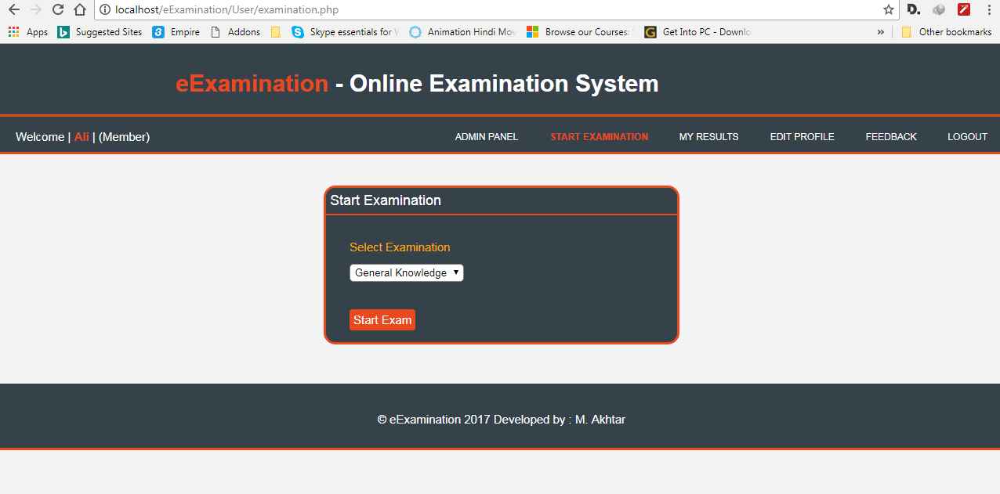 localhost/eExamination/User/examination.php
Apps Suggested Sites Empire Addons Skype essentials for Animation Hindi Browse our Courses: Get Into PC - » Other bookmarks
eExamination - Online Examination System
Welcome | Ali | (Member) ADMIN PANEL START EXAMINATION MY RESULTS EDIT PROFILE FEEDBACK LOGOUT
Start Examination
Select Examination
General Knowledge
Start Exam
© eExamination 2017 Developed by : M. Akhtar